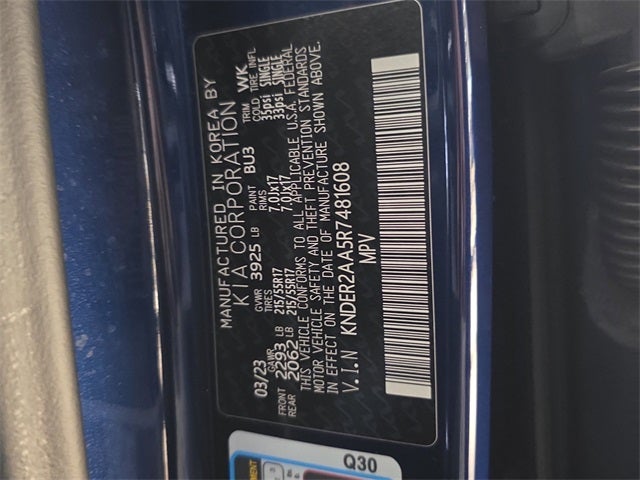 MANUFACTURED IN KOREA BY
KIA CORPORATION
03/23 GVWR 3925 LB PAINT BU3 TRIM WK
GAWR TIRES RIMS COLD TIRE INFL
FRONT 2293 LB 215/55R17 7.0Jx17 35psi SINGLE
REAR 2062 LB 215/55R17 7.0Jx17 33psi SINGLE
THIS VEHICLE CONFORMS TO ALL APPLICABLE U.S.A. FEDERAL
MOTOR VEHICLE SAFETY AND THEFT PREVENTION STANDARDS
IN EFFECT ON THE DATE OF MANUFACTURE SHOWN ABOVE.
V.I.N KNDER2AA5R7481608
MPV
Q30